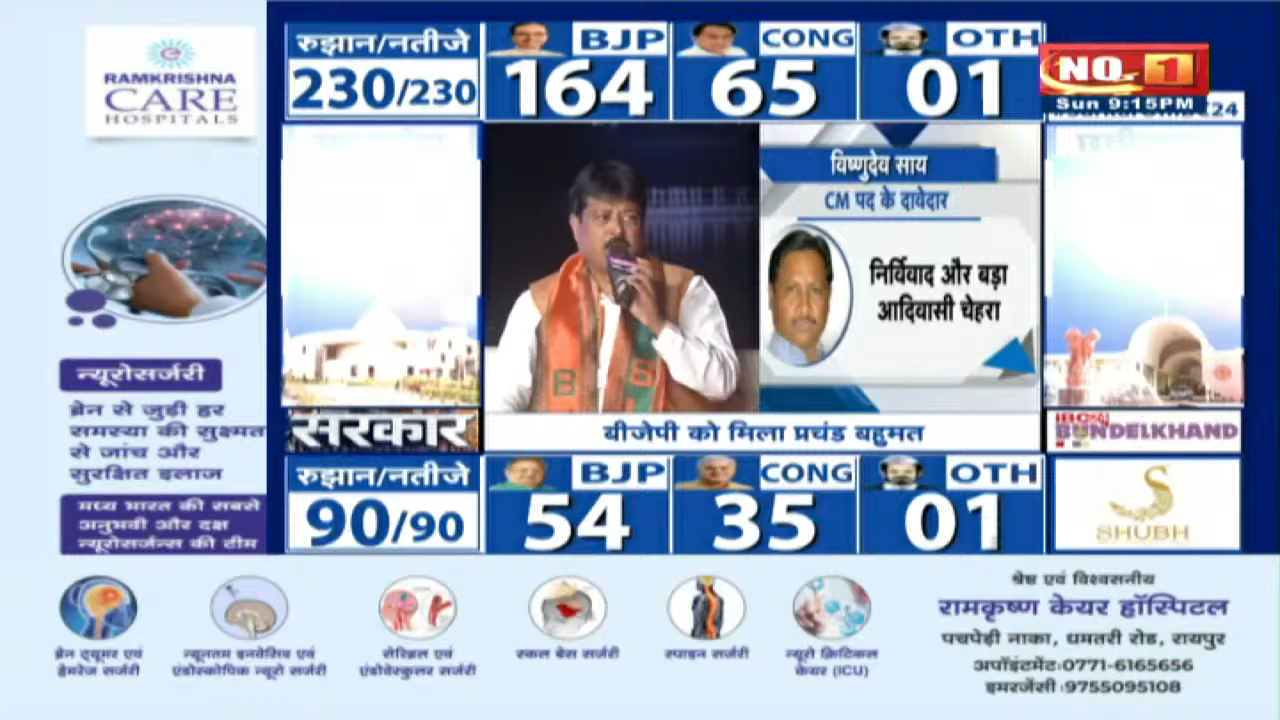 RAMKRISHNA
CARE
HOSPITALS
न्यूरोसर्जरी
ब्रेन से जुड़ी हर
समस्या की सुक्ष्मता
से जांच और
सुरक्षित इलाज
मध्य भारत की सबसे
अनुभवी और दक्ष
न्यूरोसर्जन्स की टीम
रुझान/नतीजे
230/230
BJP
164
CONG
65
OTH
01
NO. 1
Sun 9:15PM
विष्णुदेव साय
CM पद के दावेदार
निर्विवाद और बड़ा
आदिवासी चेहरा
सरकार
बीजेपी को मिला प्रचंड बहुमत
IBC24
BUNDELKHAND
रुझान/नतीजे
90/90
BJP
54
CONG
35
OTH
01
S
SHUBH
ब्रेन ट्यूमर एवं
हैमरेज सर्जरी
न्यूनतम इनवेसिव एवं
एंडोस्कोपिक न्यूरो सर्जरी
सेरिब्रल एवं
एंडोवेस्कुलर सर्जरी
स्कल बेस सर्जरी
स्पाइन सर्जरी
न्यूरो क्रिटिकल
केयर (ICU)
श्रेष्ठ एवं विश्वसनीय
रामकृष्ण केयर हॉस्पिटल
पचपेड़ी नाका, धमतरी रोड, रायपुर
अपॉइंटमेंट:0771-6165656
इमरजेंसी :9755095108